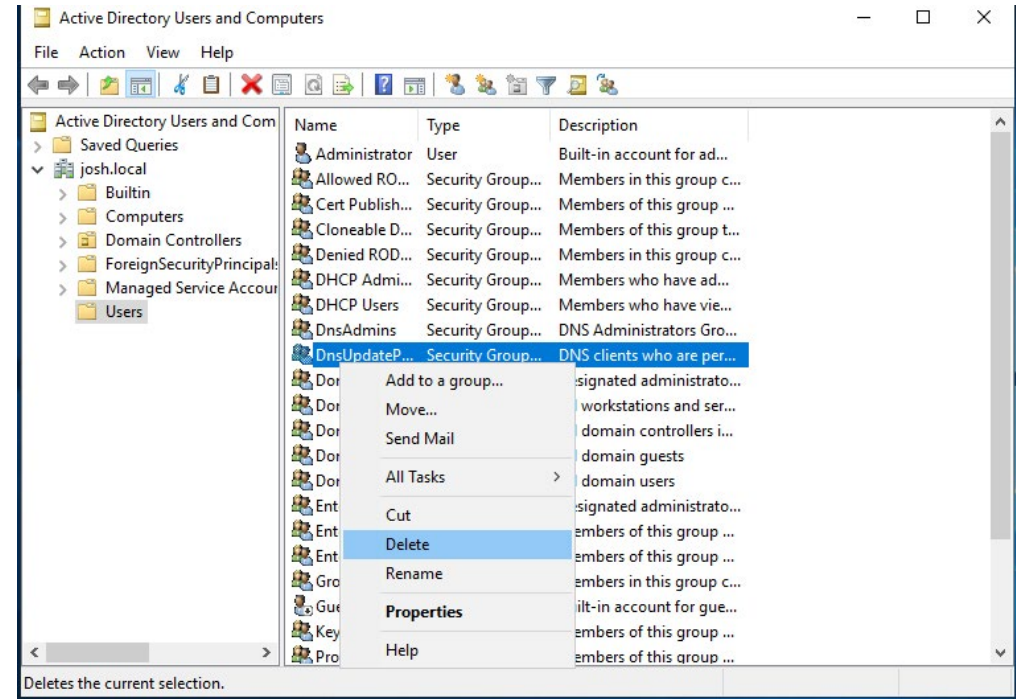 Active Directory Users and Computers
File Action View Help
Active Directory Users and Com
Saved Queries
josh.local
Builtin
Computers
Domain Controllers
ForeignSecurityPrincipal
Managed Service Accour
Users
Name Type Description
Administrator User Built-in account for ad...
Allowed RO... Security Group... Members in this group c...
Cert Publish... Security Group... Members of this group ...
Cloneable D... Security Group... Members of this group t...
Denied ROD... Security Group... Members in this group c...
DHCP Admi... Security Group... Members who have ad...
DHCP Users Security Group... Members who have vie...
DnsAdmins Security Group... DNS Administrators Gro...
DnsUpdateP... Security Group... DNS clients who are per...
Dor Add to a group... signated administrato...
Dor Move... workstations and ser...
Dor Send Mail domain controllers i...
Dor domain guests
Dor All Tasks domain users
Ent signated administrato...
Cut
Ent embers of this group ...
Ent Delete embers of this group ...
Gro Rename embers in this group c...
Gue Properties ilt-in account for gue...
Key embers of this group ...
Pro Help embers of this group ...
Deletes the current selection.